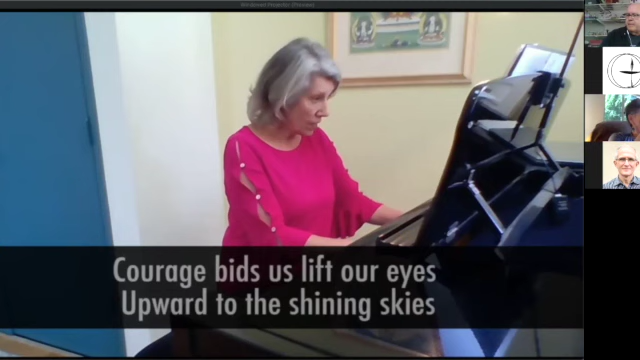 Courage bids us lift our eyes
Upward to the shining skies